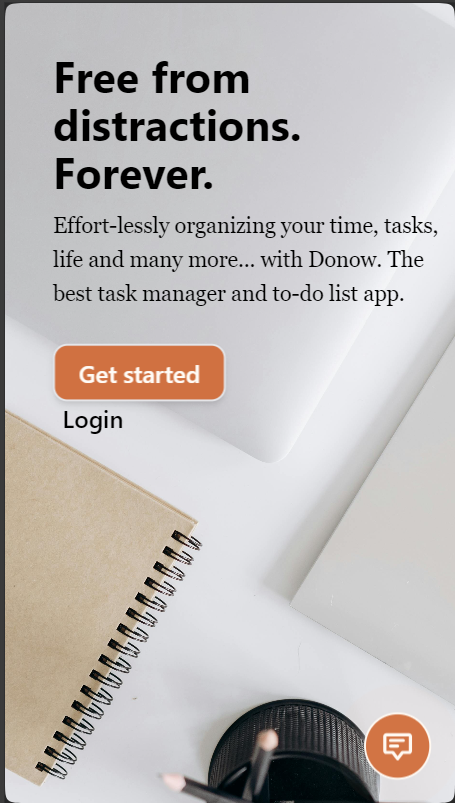 Free from
distractions.
Forever.
Effort-lessly organizing your time, tasks,
life and many more... with Donow. The
best task manager and to-do list app.
Get started
Login